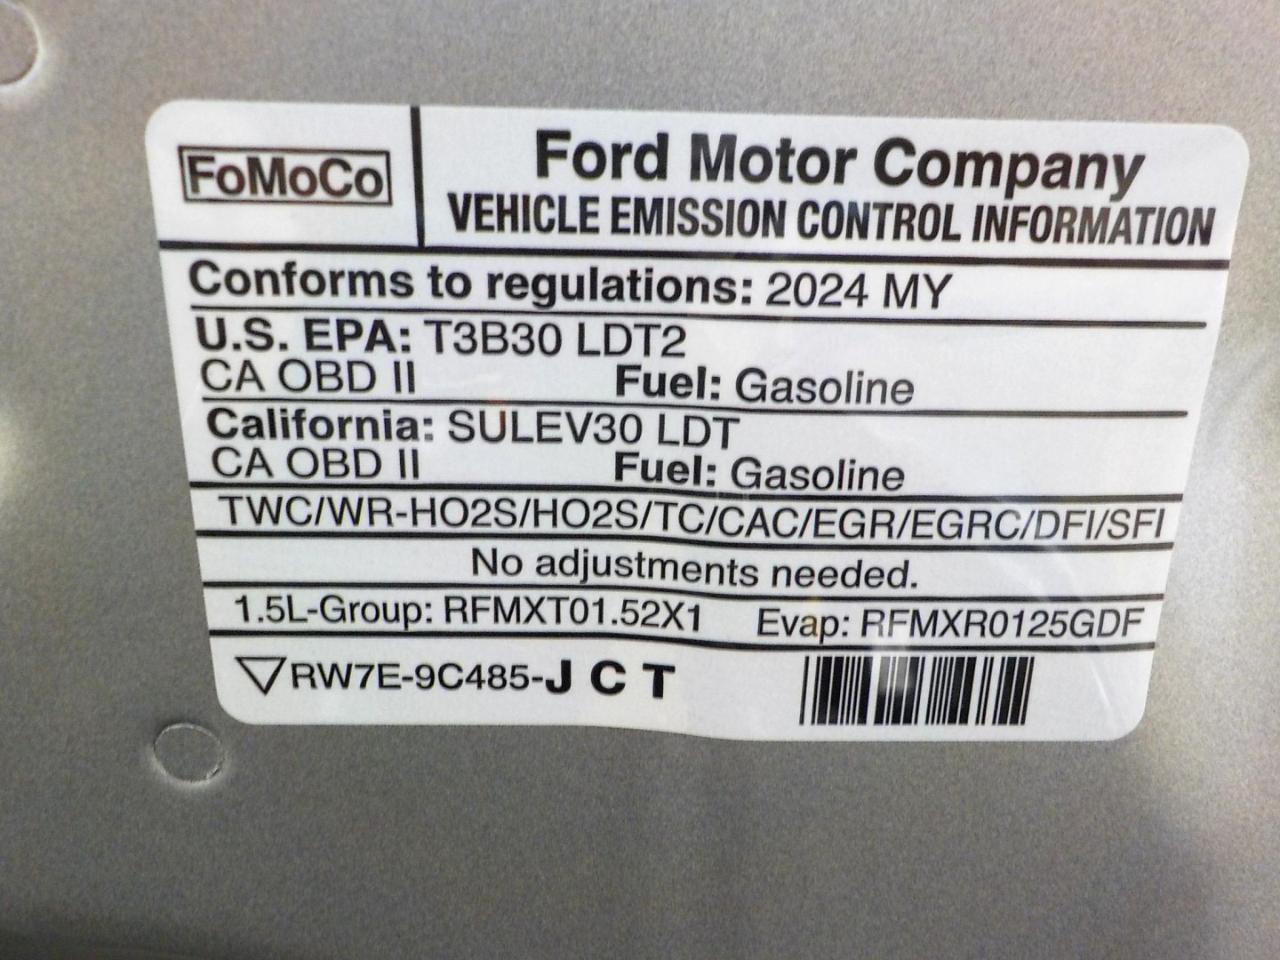 FoMoCo
Ford Motor Company
VEHICLE EMISSION CONTROL INFORMATION
Conforms to regulations: 2024 MY
U.S. EPA: T3B30 LDT2
CA OBD II Fuel: Gasoline
California: SULEV30 LDT
CA OBD II Fuel: Gasoline
TWC/WR-HO2S/HO2S/TC/CAC/EGR/EGRC/DFI/SFI
No adjustments needed.
1.5L-Group: RFMXT01.52X1 Evap: RFMXR0125GDF
RW7E-9C485-J C T